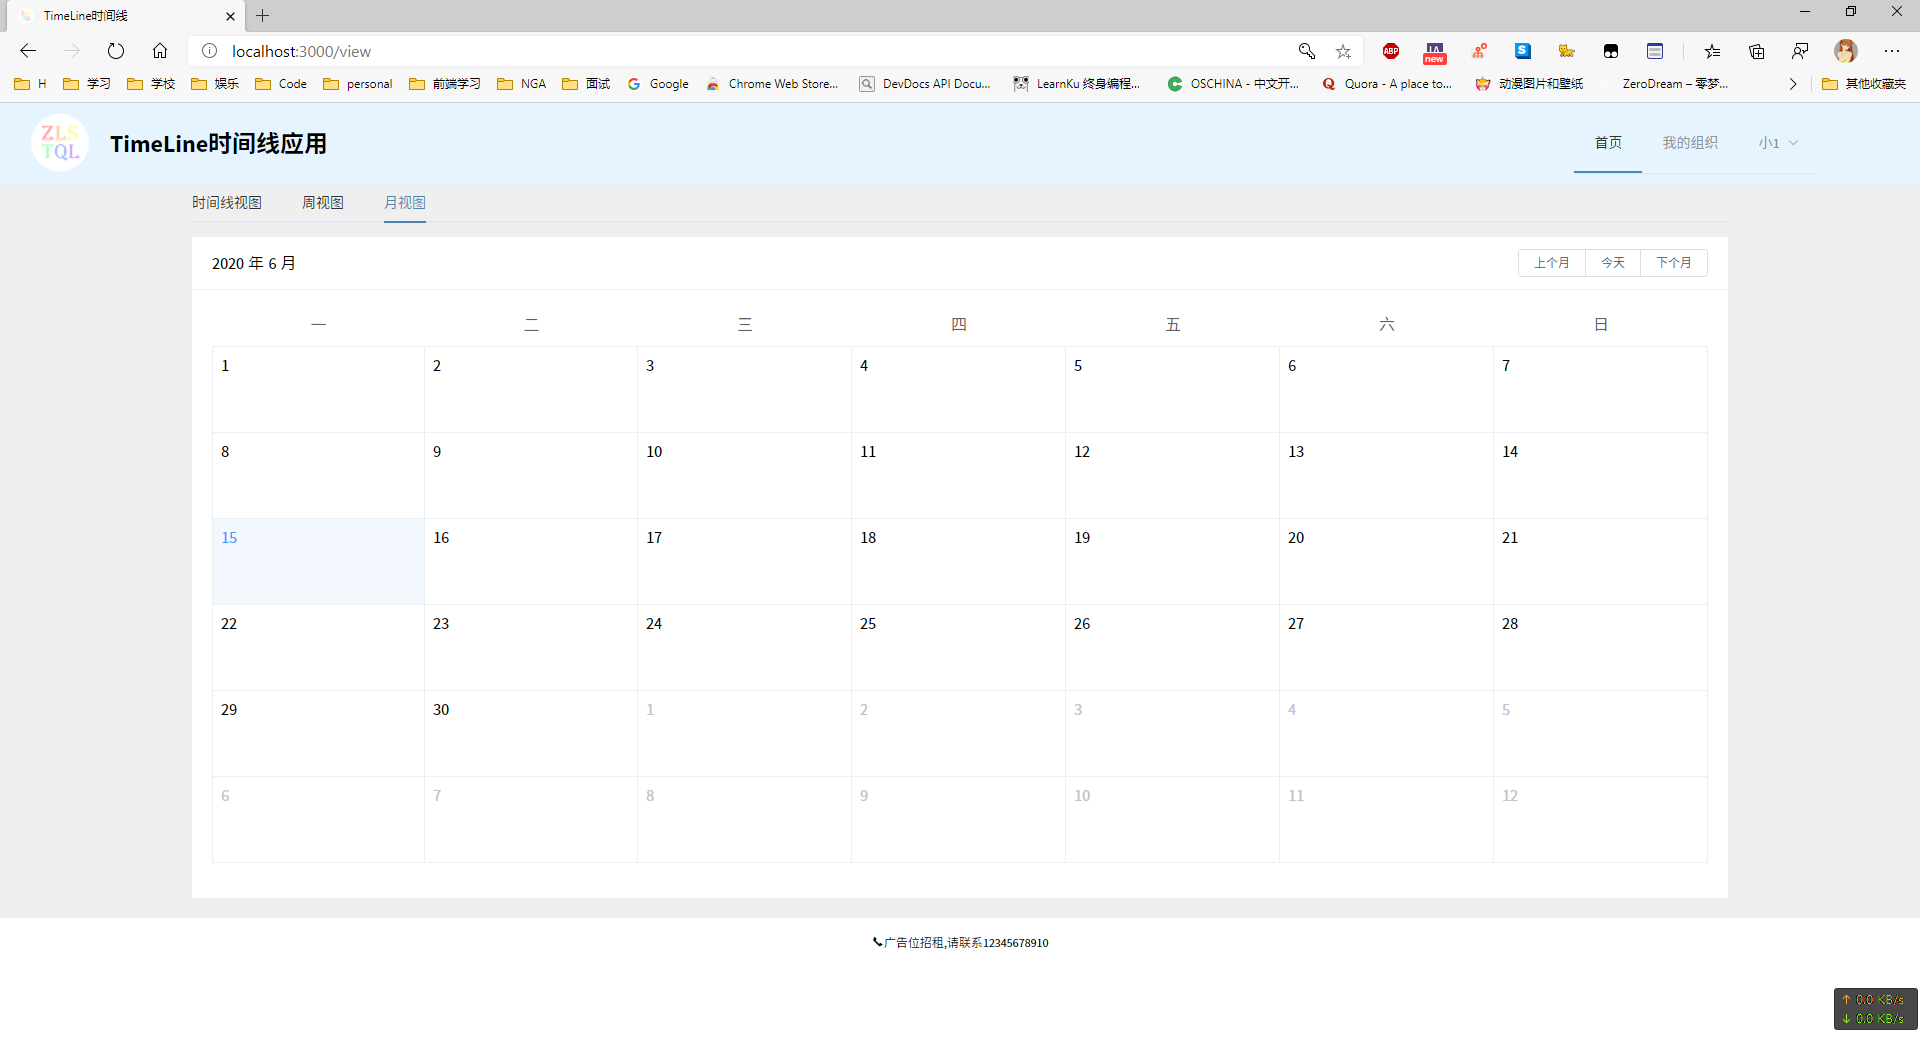 TimeLine时间线
localhost:3000/view
ABP
new
H 学习 学校 娱乐 Code personal 前端学习 NGA 面试 Google Chrome Web Store... DevDocs API Docu... LearnKu 终身编程... OSCHINA - 中文开... Quora - A place to... 动漫图片和壁纸 ZeroDream – 零梦... 其他收藏夹
ZLS
TQL
TimeLine时间线应用
首页 我的组织 小1
时间线视图 周视图 月视图
2020 年 6 月
上个月 今天 下个月
一 二 三 四 五 六 日
1 2 3 4 5 6 7
8 9 10 11 12 13 14
15 16 17 18 19 20 21
22 23 24 25 26 27 28
29 30 1 2 3 4 5
6 7 8 9 10 11 12
广告位招租,请联系12345678910
↑ 0.0 KB/s
↓ 0.0 KB/s